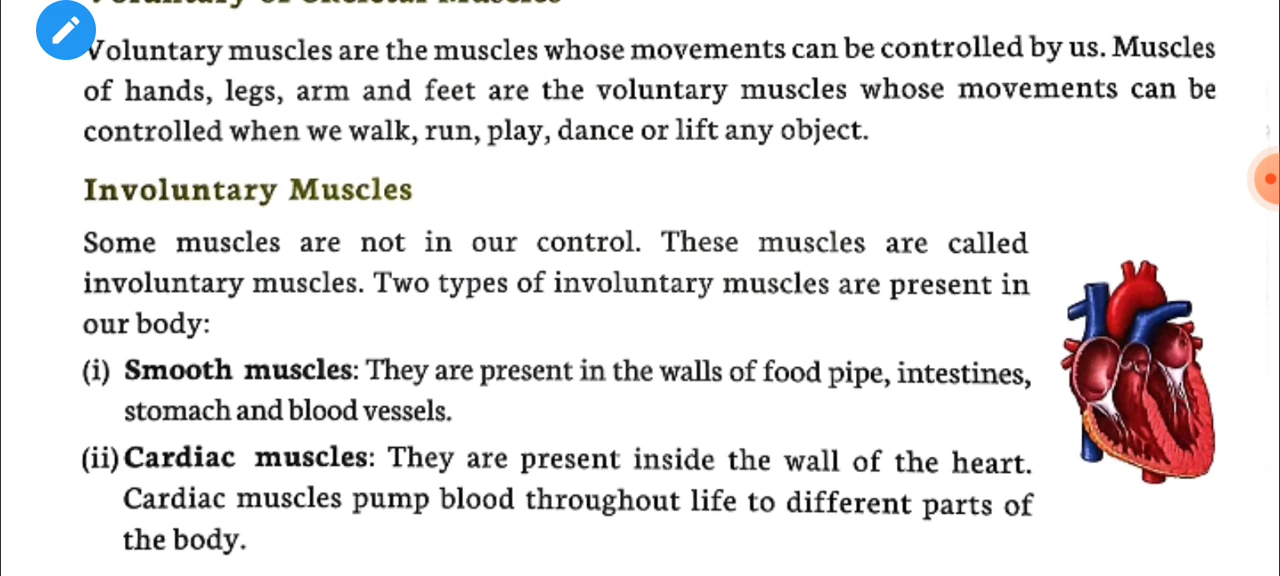 Voluntary or Skeletal Muscles
Voluntary muscles are the muscles whose movements can be controlled by us. Muscles
of hands, legs, arm and feet are the voluntary muscles whose movements can be
controlled when we walk, run, play, dance or lift any object.
Involuntary Muscles
Some muscles are not in our control. These muscles are called
involuntary muscles. Two types of involuntary muscles are present in
our body:
(i) Smooth muscles: They are present in the walls of food pipe, intestines,
stomach and blood vessels.
(ii) Cardiac muscles: They are present inside the wall of the heart.
Cardiac muscles pump blood throughout life to different parts of
the body.